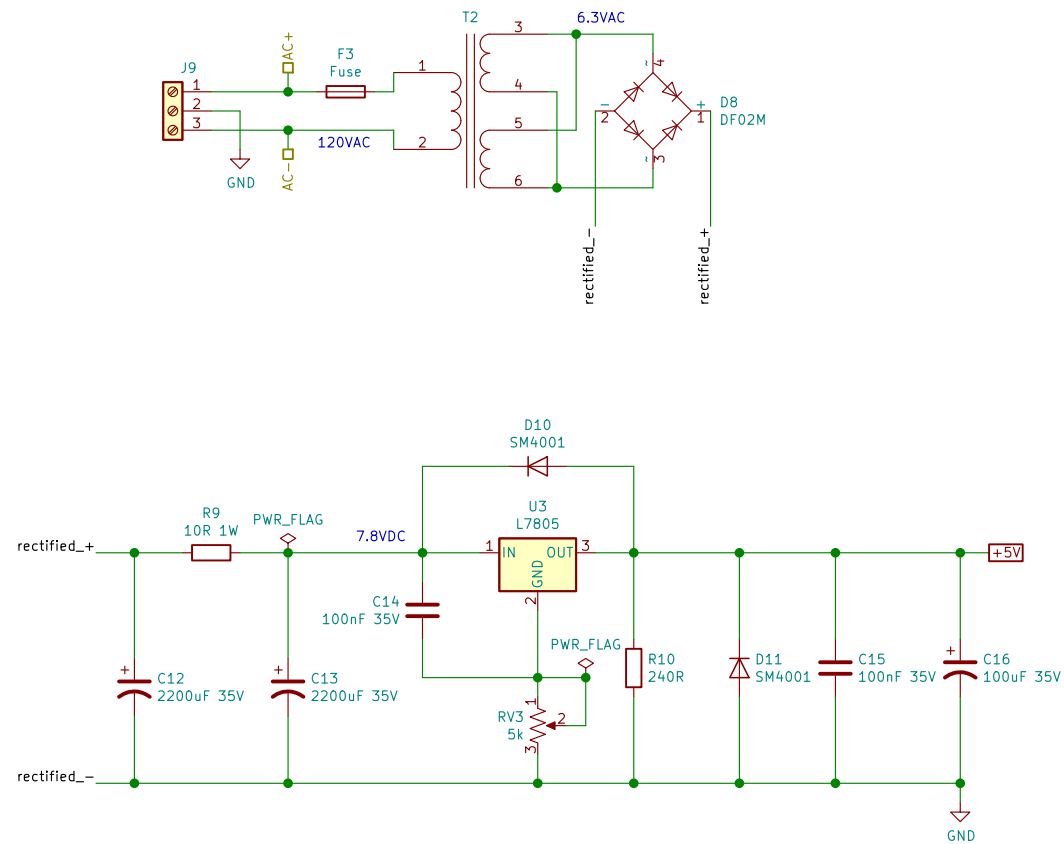 T2
6.3VAC
AC+
F3
Fuse
J9
1
2
3
1
2
3
4
5
6
120VAC
GND
AC-
~
4
-
2
+
1
D8
DF02M
~
3
rectified_-
rectified_+
D10
SM4001
U3
L7805
R9
10R 1W
PWR_FLAG
7.8VDC
rectified_+
1
IN
OUT
3
GND
2
+5V
C14
100nF 35V
PWR_FLAG
+
C12
2200uF 35V
+
C13
2200uF 35V
RV3
5k
1
2
3
R10
240R
D11
SM4001
C15
100nF 35V
+
C16
100uF 35V
rectified_-
GND